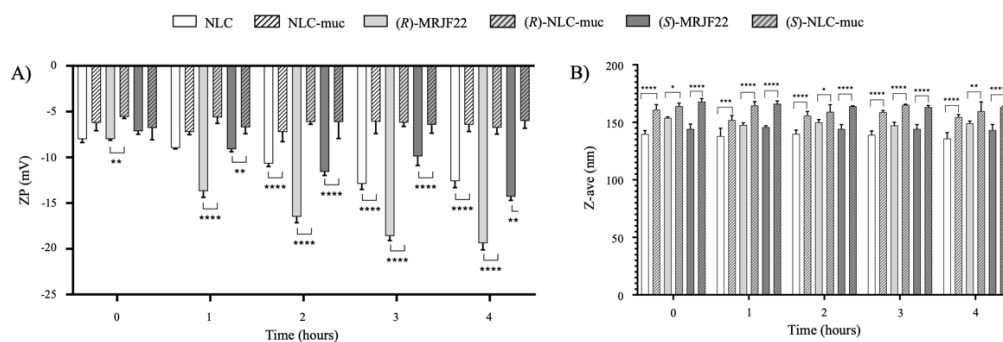 NLC NLC-muc (R)-MRJF22 (R)-NLC-muc (S)-MRJF22 (S)-NLC-muc
A)
0
-5
-10
-15
-20
-25
ZP (mV)
** **** ** **** **** **** **** **** **** **** **** **
0 1 2 3 4
Time (hours)
B)
200
150
100
50
0
Z-ave (nm)
**** * **** *** **** **** **** * **** **** **** **** **** ** ****
0 1 2 3 4
Time (hours)